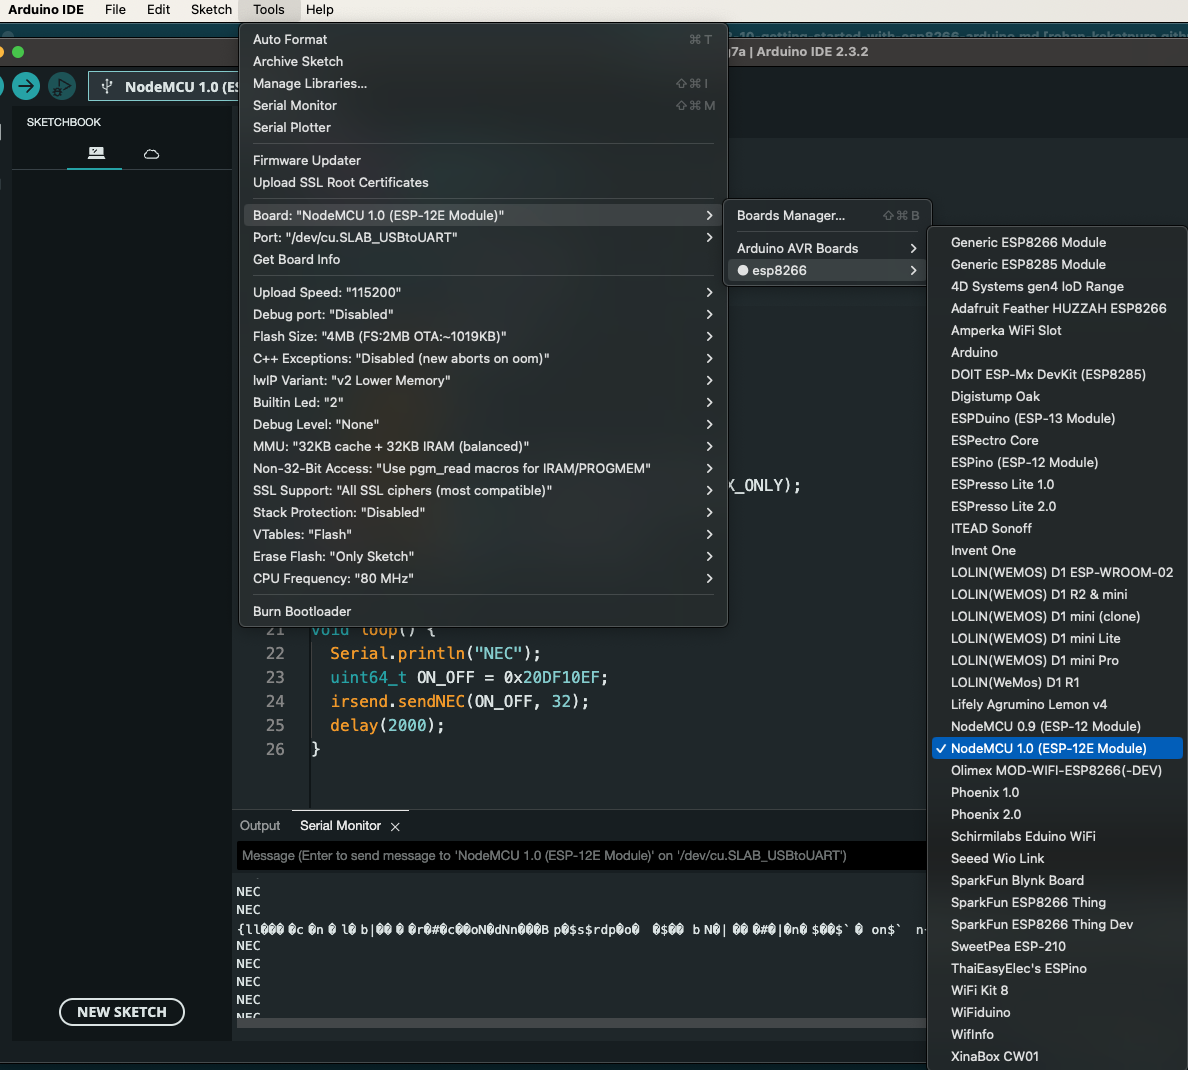 Arduino IDE File Edit Sketch Tools Help
| Arduino IDE 2.3.2
NodeMCU 1.0 (ES
SKETCHBOOK
Auto Format ⌘ T
Archive Sketch
Manage Libraries... ⇧ ⌘ I
Serial Monitor ⇧ ⌘ M
Serial Plotter
Firmware Updater
Upload SSL Root Certificates
Board: "NodeMCU 1.0 (ESP-12E Module)"
Port: "/dev/cu.SLAB_USBtoUART"
Get Board Info
Upload Speed: "115200"
Debug port: "Disabled"
Flash Size: "4MB (FS:2MB OTA:~1019KB)"
C++ Exceptions: "Disabled (new aborts on oom)"
lwIP Variant: "v2 Lower Memory"
Builtin Led: "2"
Debug Level: "None"
MMU: "32KB cache + 32KB IRAM (balanced)"
Non-32-Bit Access: "Use pgm_read macros for IRAM/PROGMEM"
SSL Support: "All SSL ciphers (most compatible)"
Stack Protection: "Disabled"
VTables: "Flash"
Erase Flash: "Only Sketch"
CPU Frequency: "80 MHz"
Burn Bootloader
Boards Manager... ⇧ ⌘ B
Arduino AVR Boards
esp8266
Generic ESP8266 Module
Generic ESP8285 Module
4D Systems gen4 IoD Range
Adafruit Feather HUZZAH ESP8266
Amperka WiFi Slot
Arduino
DOIT ESP-Mx DevKit (ESP8285)
Digistump Oak
ESPDuino (ESP-13 Module)
ESPectro Core
ESPino (ESP-12 Module)
ESPresso Lite 1.0
ESPresso Lite 2.0
ITEAD Sonoff
Invent One
LOLIN(WEMOS) D1 ESP-WROOM-02
LOLIN(WEMOS) D1 R2 & mini
LOLIN(WEMOS) D1 mini (clone)
LOLIN(WEMOS) D1 mini Lite
LOLIN(WEMOS) D1 mini Pro
LOLIN(WeMos) D1 R1
Lifely Agrumino Lemon v4
NodeMCU 0.9 (ESP-12 Module)
✓ NodeMCU 1.0 (ESP-12E Module)
Olimex MOD-WIFI-ESP8266(-DEV)
Phoenix 1.0
Phoenix 2.0
Schirmilabs Eduino WiFi
Seeed Wio Link
SparkFun Blynk Board
SparkFun ESP8266 Thing
SparkFun ESP8266 Thing Dev
SweetPea ESP-210
ThaiEasyElec's ESPino
WiFi Kit 8
WiFiduino
WifInfo
XinaBox CW01
_ONLY);
21 void loop() {
22 Serial.println("NEC");
23 uint64_t ON_OFF = 0x20DF10EF;
24 irsend.sendNEC(ON_OFF, 32);
25 delay(2000);
26 }
Output Serial Monitor
Message (Enter to send message to 'NodeMCU 1.0 (ESP-12E Module)' on '/dev/cu.SLAB_USBtoUART')
NEC
NEC
NEC
NEC
NEC
NEC
NEC
NEW SKETCH